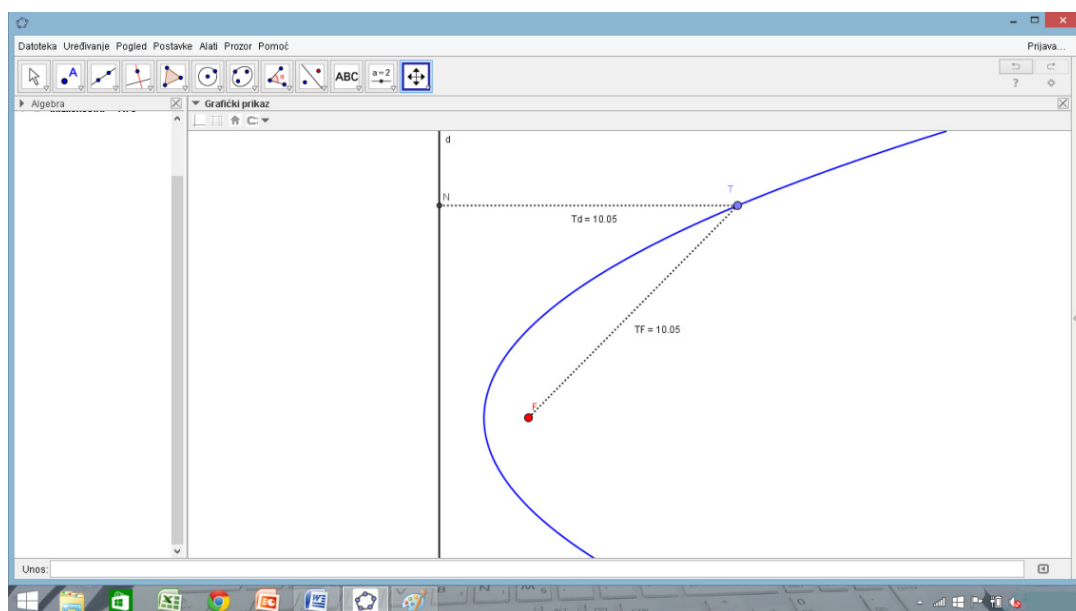 Datoteka Uređivanje Pogled Postavke Alati Prozor Pomoć
Prijava...
A
ABC
a=2
?
Algebra
Grafički prikaz
d
N
T
Td = 10.05
TF = 10.05
F
Unos: